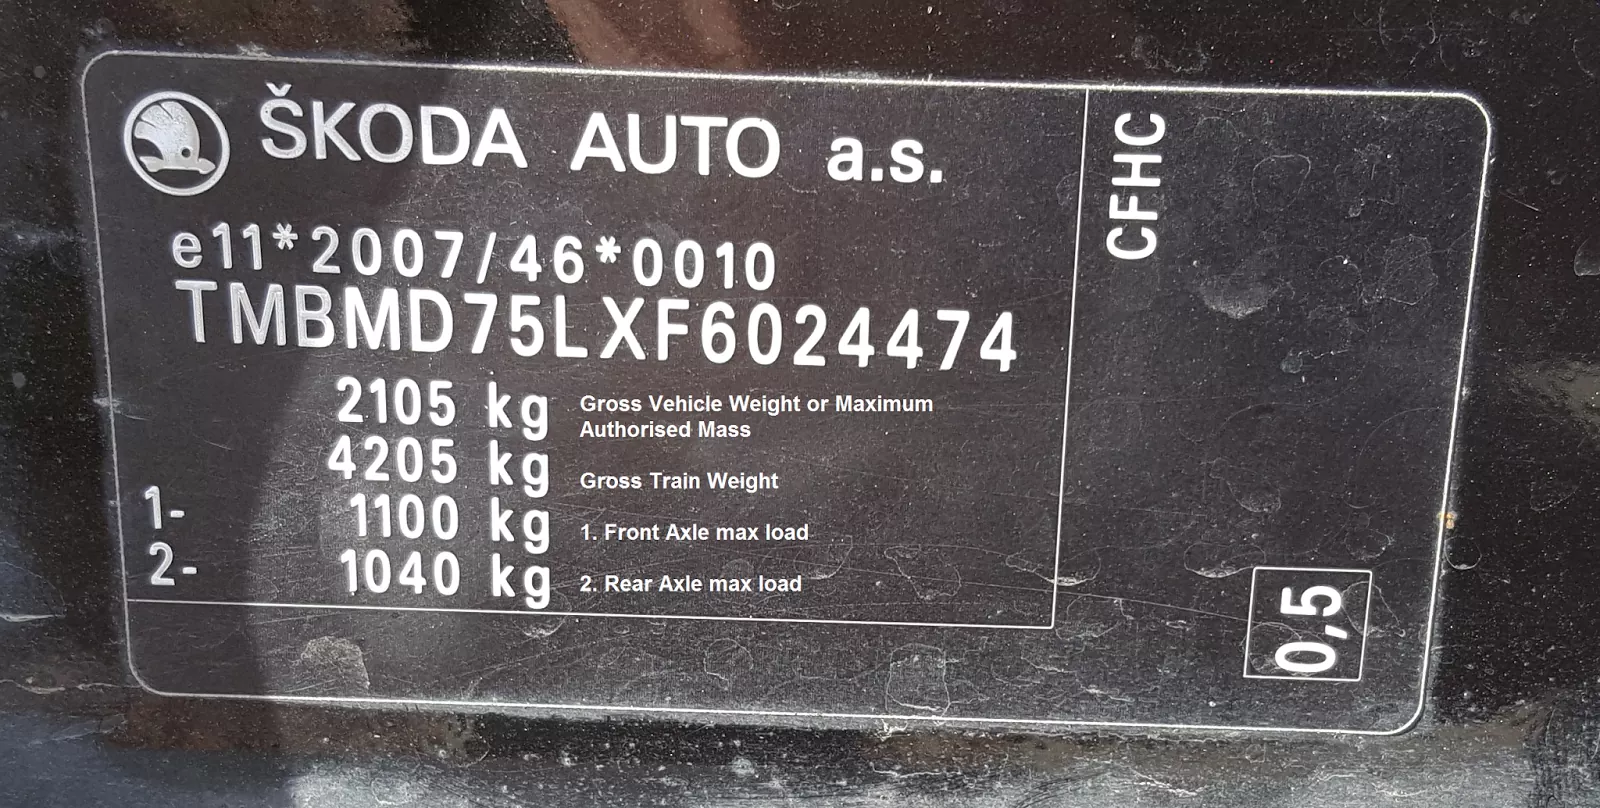 ŠKODA AUTO a.s.
e11*2007/46*0010
TMBMD75LXF6024474
2105 kg
Gross Vehicle Weight or Maximum
Authorised Mass
4205 kg
Gross Train Weight
1- 1100 kg
1. Front Axle max load
2- 1040 kg
2. Rear Axle max load
CFHC
0,5